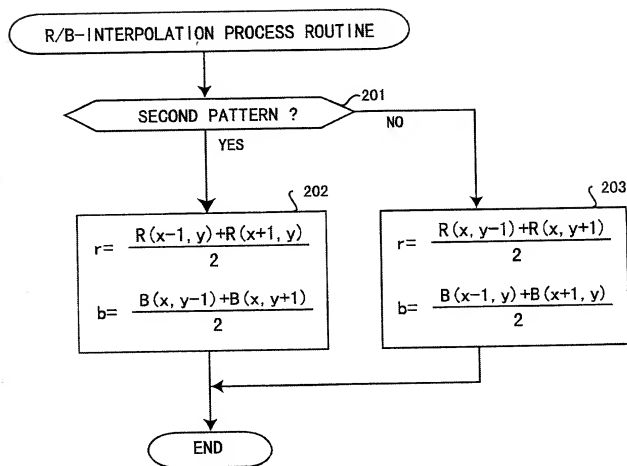 R/B-INTERPOLATION PROCESS ROUTINE
201
SECOND PATTERN ?
NO
YES
202
r= R(x-1, y)+R(x+1, y)
2
b= B(x, y-1)+B(x, y+1)
2
203
r= R(x, y-1)+R(x, y+1)
2
b= B(x-1, y)+B(x+1, y)
2
END